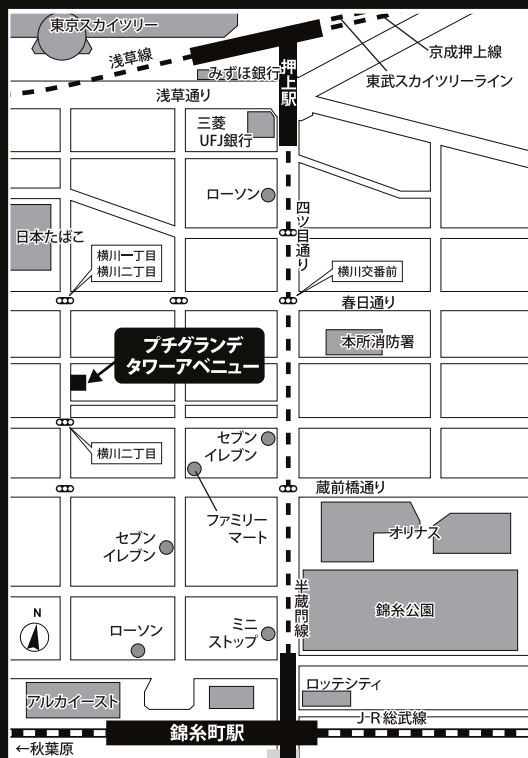 東京スカイツリー
浅草線
みずほ銀行
押上駅
京成押上線
東武スカイツリーライン
浅草通り
三菱
UFJ銀行
ローソン
四ツ目通り
日本たばこ
横川一丁目
横川二丁目
横川交番前
春日通り
プチグランデ
タワーアベニュー
本所消防署
セブン
イレブン
横川二丁目
蔵前橋通り
ファミリー
マート
オリナス
セブン
イレブン
半蔵門線
錦糸公園
N
ローソン
ミニ
ストップ
ロッテシティ
アルカイースト
J-R総武線
錦糸町駅
←秋葉原